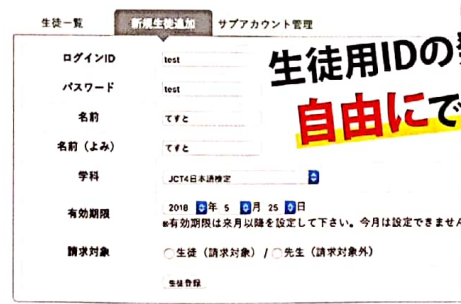 生徒一覧 新規生徒追加 サブアカウント管理
ログインID test
パスワード test
名前 てすと
名前（よみ） てすと
学科 JCT4日本語検定
有効期限 2018 年 5 月 25 日
※有効期限は来月以降を設定して下さい。今月は設定できません
請求対象 生徒（請求対象） / 先生（請求対象外）
生徒登録
生徒用IDの
自由にで